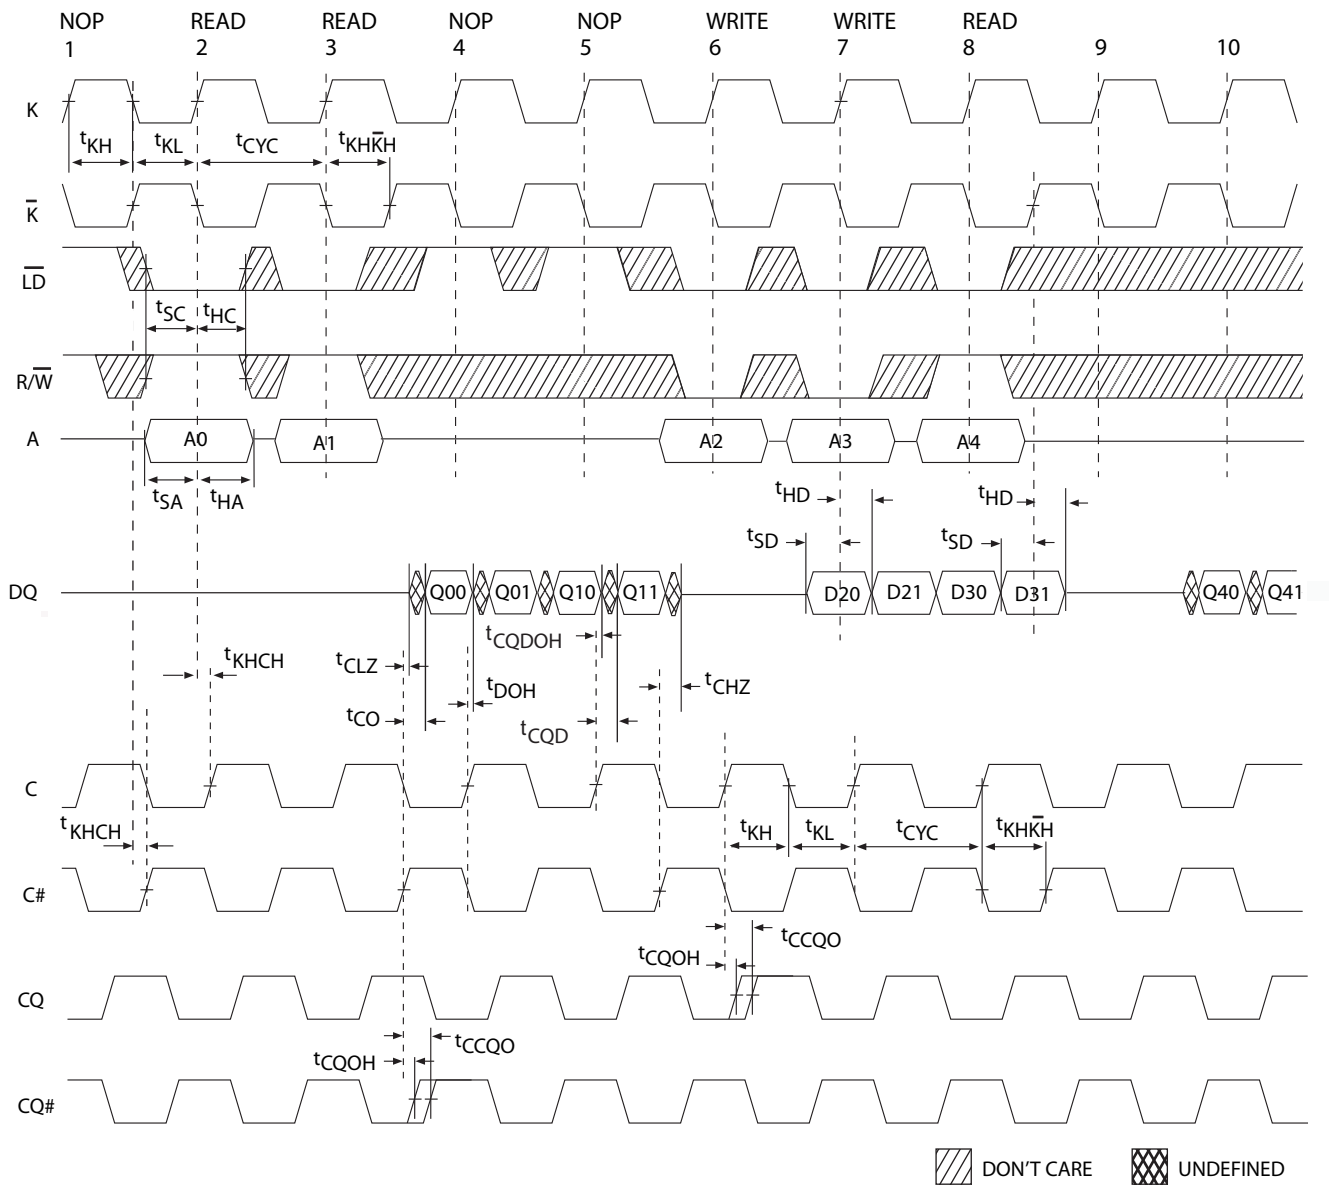 NOP READ READ NOP NOP WRITE WRITE READ
1 2 3 4 5 6 7 8 9 10
K
tKH tKL tCYC tKHK̅H
K̅
L̅D̅
tSC tHC
R/W̅
A A0 A1 A2 A3 A4
tSA tHA tHD tHD
tSD tSD
DQ Q00 Q01 Q10 Q11 D20 D21 D30 D31 Q40 Q41
tCQDOH
tKHCH tCLZ tDOH tCHZ
tCO tCQD
C
tKHCH tKH tKL tCYC tKHK̅H
C#
tCCQO
tCQOH
CQ
tCCQO
tCQOH
CQ#
DON'T CARE UNDEFINED